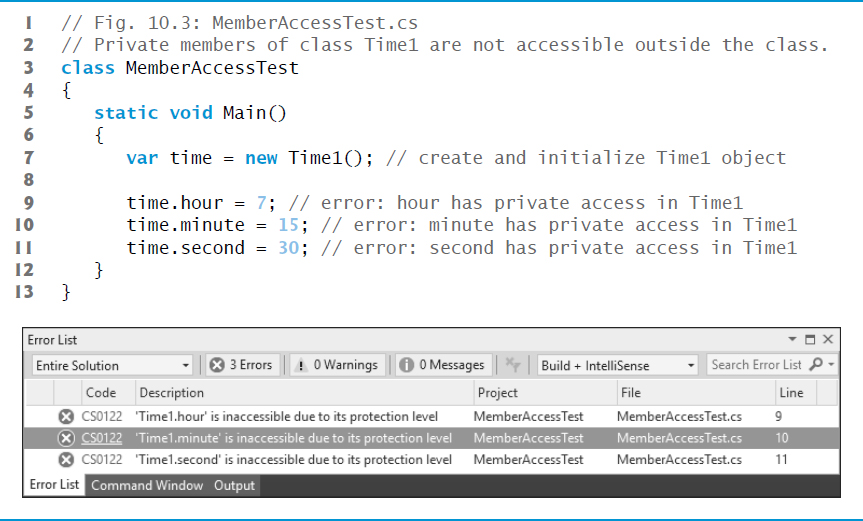 1 // Fig. 10.3: MemberAccessTest.cs
2 // Private members of class Time1 are not accessible outside the class.
3 class MemberAccessTest
4 {
5 static void Main()
6 {
7 var time = new Time1(); // create and initialize Time1 object
8
9 time.hour = 7; // error: hour has private access in Time1
10 time.minute = 15; // error: minute has private access in Time1
11 time.second = 30; // error: second has private access in Time1
12 }
13 }
Error List
Entire Solution 3 Errors 0 Warnings 0 Messages Build + IntelliSense Search Error List
Code Description Project File Line
CS0122 'Time1.hour' is inaccessible due to its protection level MemberAccessTest MemberAccessTest.cs 9
CS0122 'Time1.minute' is inaccessible due to its protection level MemberAccessTest MemberAccessTest.cs 10
CS0122 'Time1.second' is inaccessible due to its protection level MemberAccessTest MemberAccessTest.cs 11
Error List Command Window Output